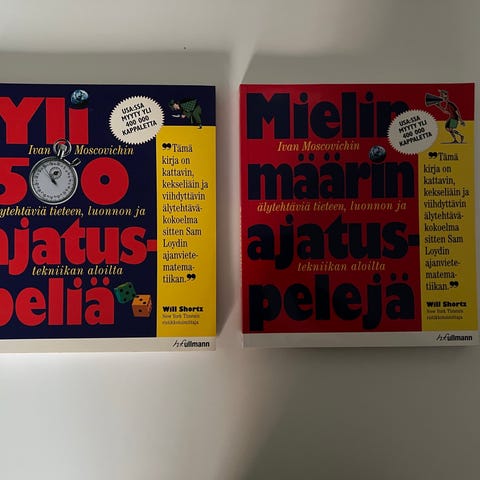 Yli
Ivan Moscovichin
500
älytehtäviä tieteen, luonnon ja
ajatus-
tekniikan aloilta
peliä
USA:SSA
MYYTY YLI
400 000
KAPPALETTA
"Tämä
kirja on
kattavin,
kekseliäin ja
viihdyttävin
älytehtävä-
kokoelma
sitten Sam
Loydin
ajanviete-
matema-
tiikan."
Will Shortz
New York Timesin
ristikkotoimittaja
h.f.ullmann
Mielin
Ivan Moscovichin
määrin
älytehtäviä tieteen, luonnon ja
ajatus-
tekniikan aloilta
pelejä
USA:SSA
MYYTY YLI
400 000
KAPPALETTA
"Tämä
kirja on
kattavin,
kekseliäin ja
viihdyttävin
älytehtävä-
kokoelma
sitten Sam
Loydin
ajanviete-
matema-
tiikan."
Will Shortz
New York Timesin
ristikkotoimittaja
h.f.ullmann